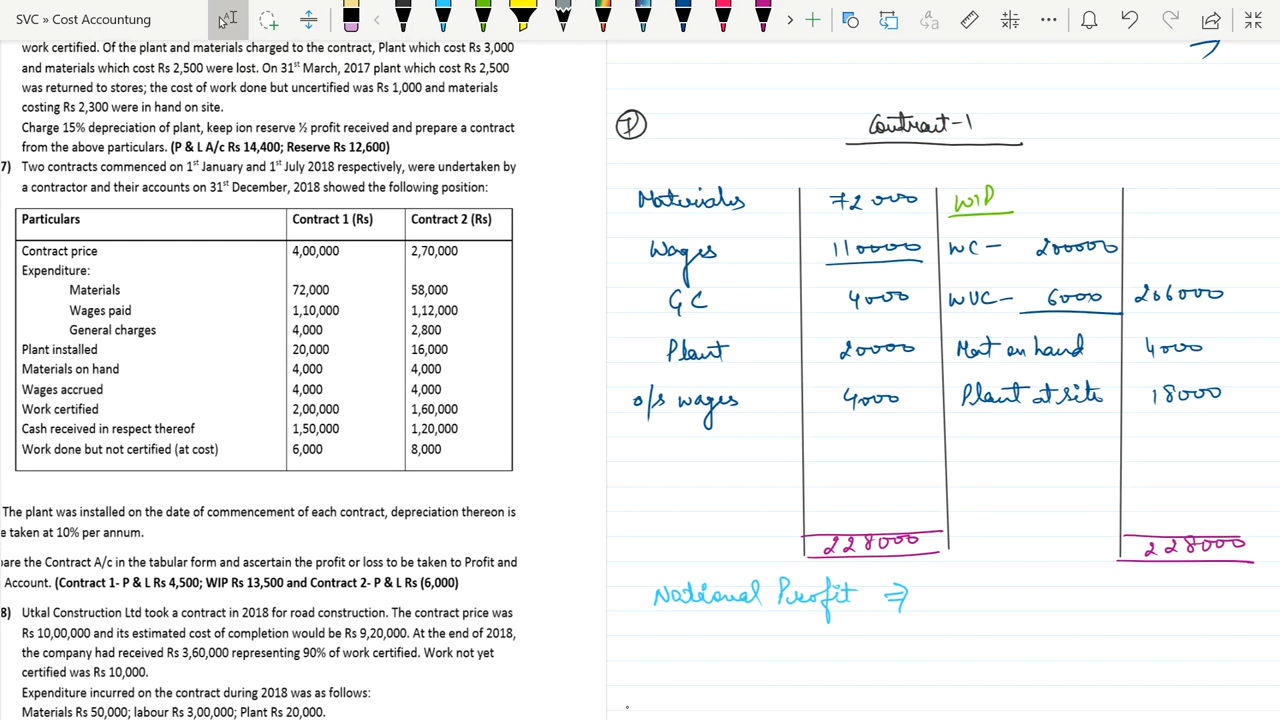 SVC » Cost Accountung
work certified. Of the plant and materials charged to the contract, Plant which cost Rs 3,000
and materials which cost Rs 2,500 were lost. On 31st March, 2017 plant which cost Rs 2,500
was returned to stores; the cost of work done but uncertified was Rs 1,000 and materials
costing Rs 2,300 were in hand on site.
Charge 15% depreciation of plant, keep ion reserve ½ profit received and prepare a contract
from the above particulars. (P & L A/c Rs 14,400; Reserve Rs 12,600)
7) Two contracts commenced on 1st January and 1st July 2018 respectively, were undertaken by
a contractor and their accounts on 31st December, 2018 showed the following position:
Particulars Contract 1 (Rs) Contract 2 (Rs)
Contract price 4,00,000 2,70,000
Expenditure:
Materials 72,000 58,000
Wages paid 1,10,000 1,12,000
General charges 4,000 2,800
Plant installed 20,000 16,000
Materials on hand 4,000 4,000
Wages accrued 4,000 4,000
Work certified 2,00,000 1,60,000
Cash received in respect thereof 1,50,000 1,20,000
Work done but not certified (at cost) 6,000 8,000
The plant was installed on the date of commencement of each contract, depreciation thereon is
e taken at 10% per annum.
are the Contract A/c in the tabular form and ascertain the profit or loss to be taken to Profit and
Account. (Contract 1- P & L Rs 4,500; WIP Rs 13,500 and Contract 2- P & L Rs (6,000)
8) Utkal Construction Ltd took a contract in 2018 for road construction. The contract price was
Rs 10,00,000 and its estimated cost of completion would be Rs 9,20,000. At the end of 2018,
the company had received Rs 3,60,000 representing 90% of work certified. Work not yet
certified was Rs 10,000.
Expenditure incurred on the contract during 2018 was as follows:
Materials Rs 50,000; labour Rs 3,00,000; Plant Rs 20,000.
7 Contract-1
Materiales 72000 WIP
Wages 110000 WC- 200000
GC 4000 WUC- 6000 206000
Plant 20000 Mat on hand 4000
o/s wages 4000 Plant at site 18000
228000 228000
National Profit ⇒